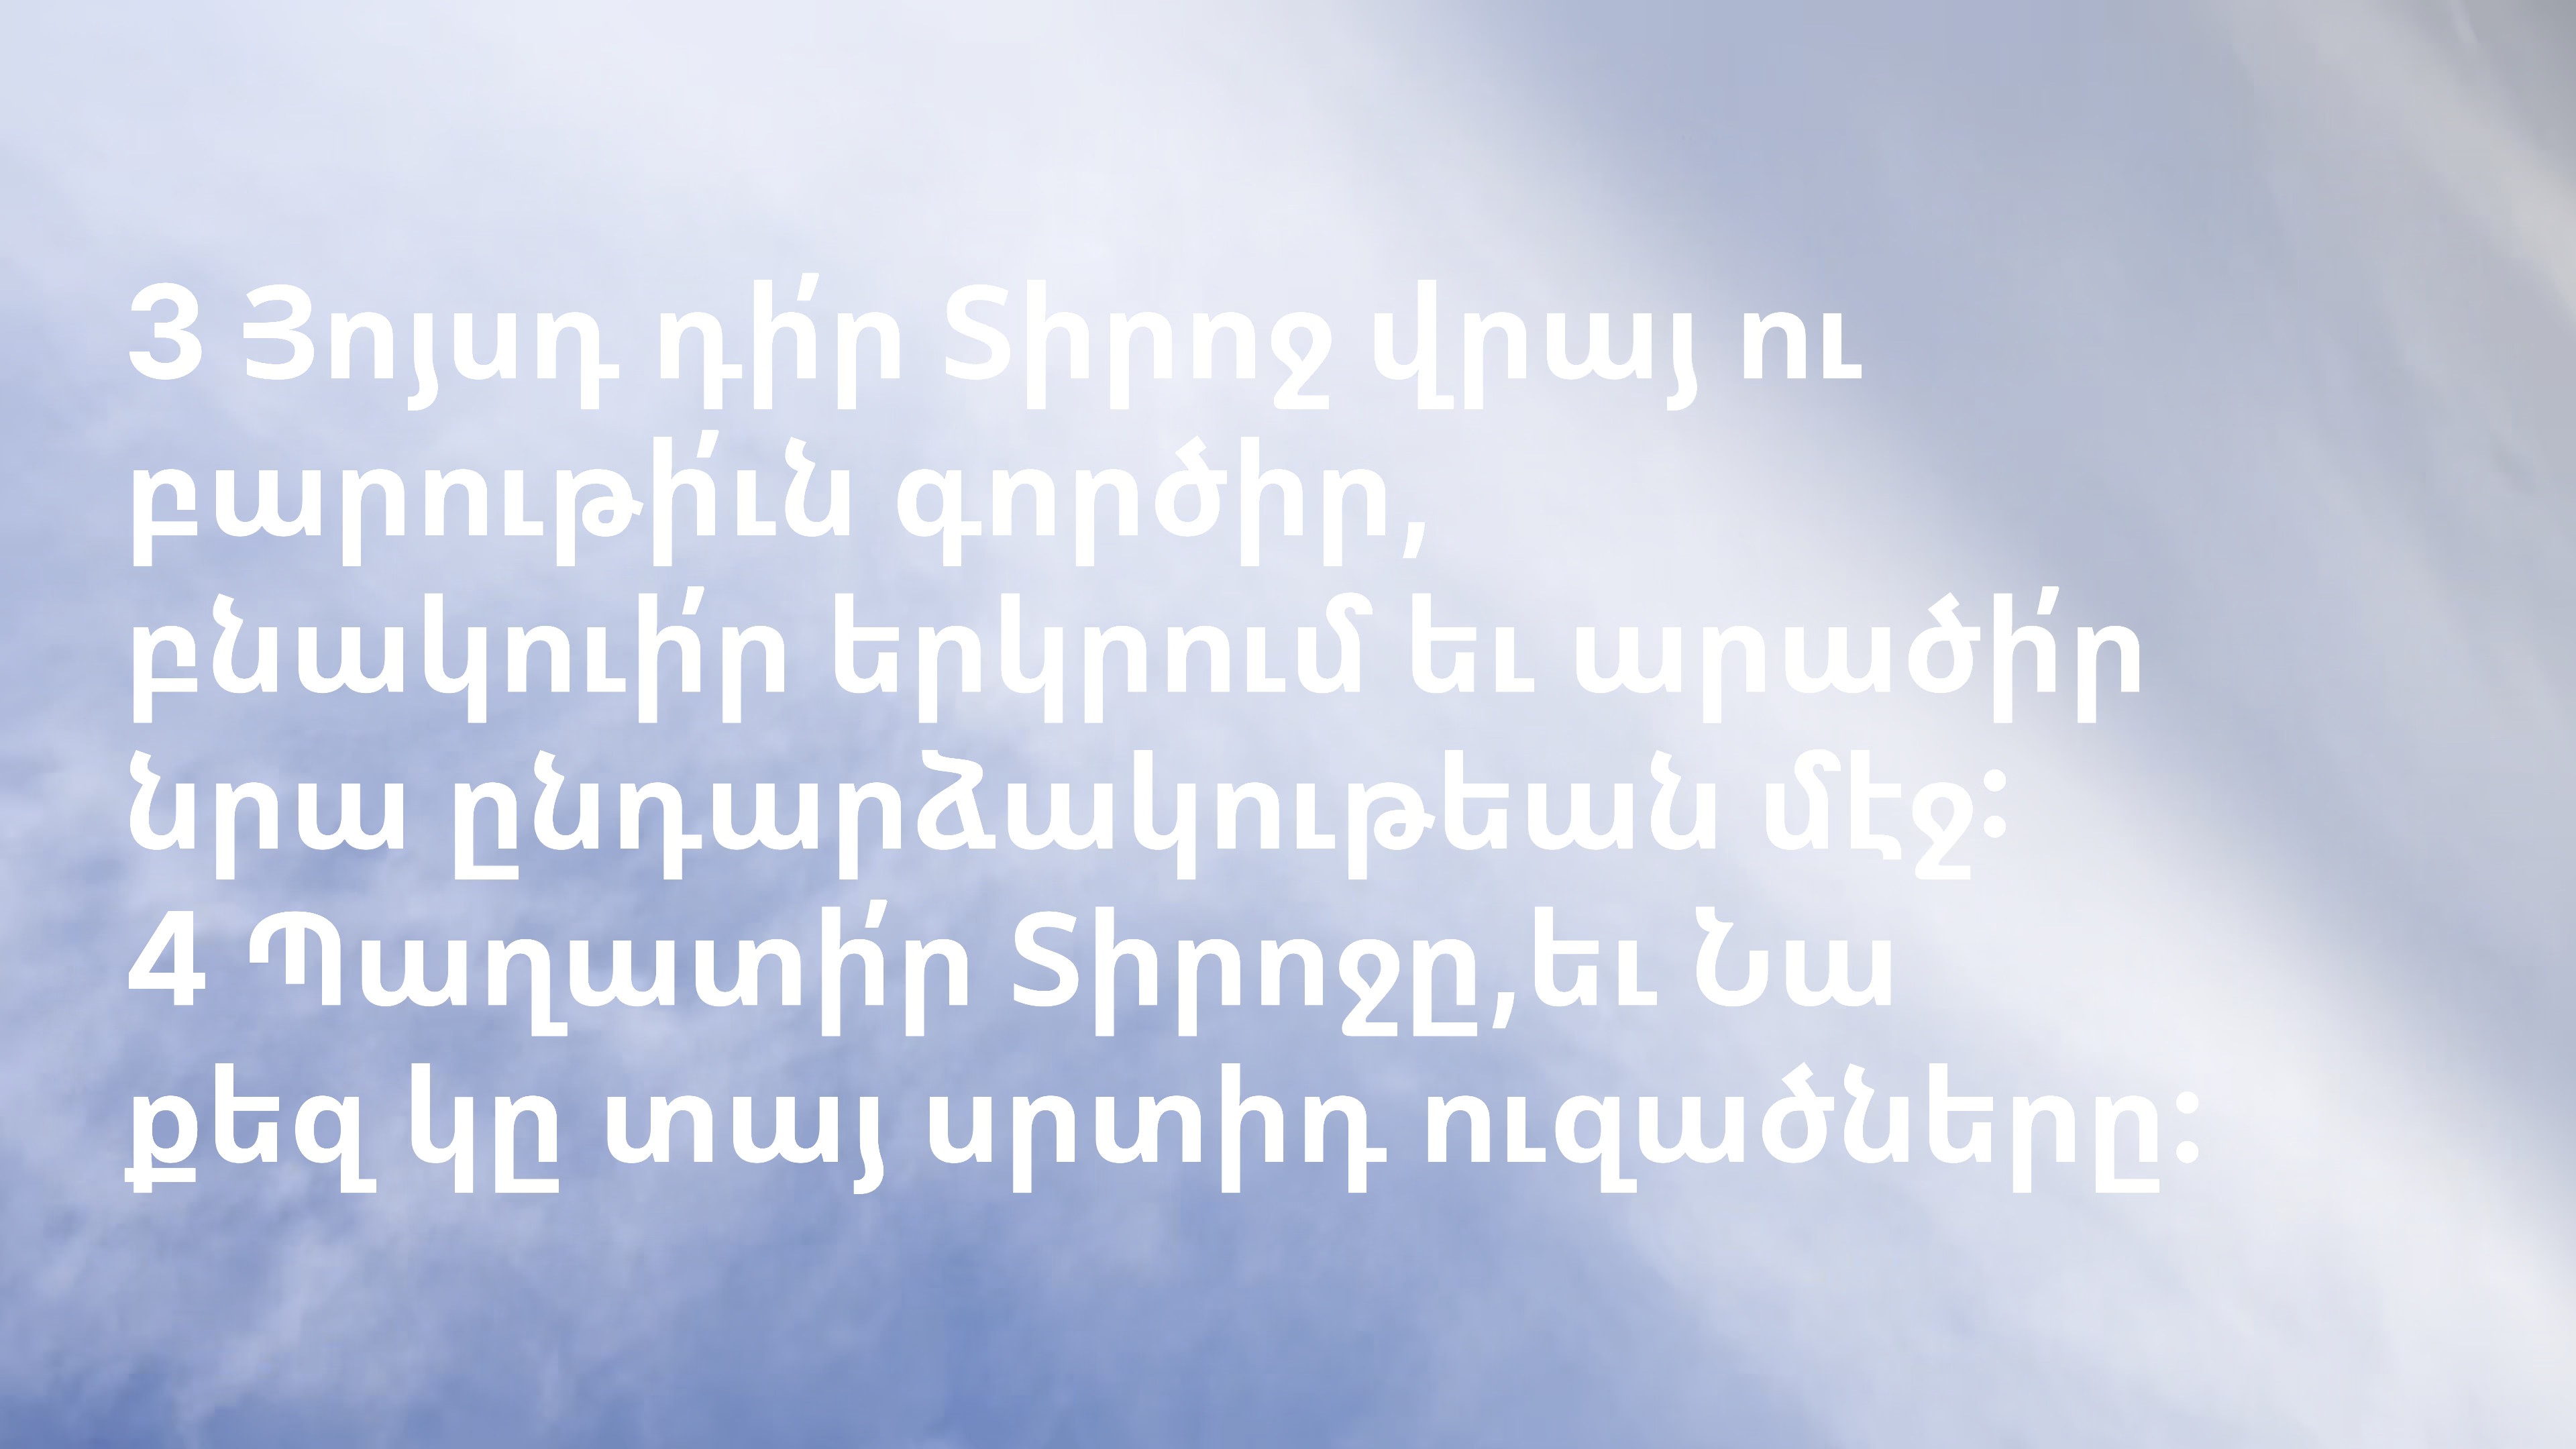 3 Յոյսդ դի՛ր Տիրոջ վրայ ու
բարութի՛ւն գործիր,
բնակուի՛ր երկրում եւ արածի՛ր
նրա ընդարձակութեան մէջ:
4 Պաղատի՛ր Տիրոջը,եւ Նա
քեզ կը տայ սրտիդ ուզածները: